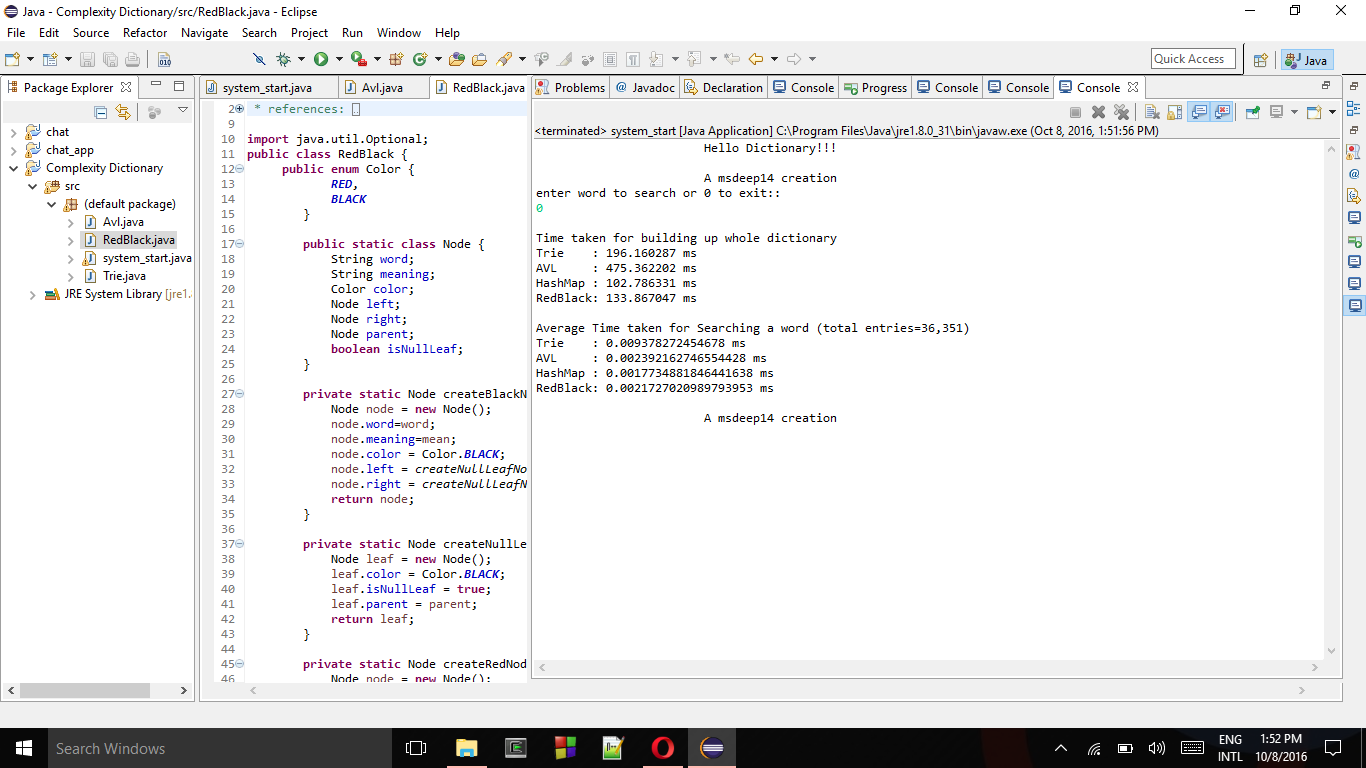 Java - Complexity Dictionary/src/RedBlack.java - Eclipse
File Edit Source Refactor Navigate Search Project Run Window Help
Quick Access
Java
Package Explorer
chat
chat_app
Complexity Dictionary
src
(default package)
Avl.java
RedBlack.java
system_start.java
Trie.java
JRE System Library [jre1.
system_start.java Avl.java RedBlack.java
2 * references:
9
10 import java.util.Optional;
11 public class RedBlack {
12 public enum Color {
13 RED,
14 BLACK
15 }
16
17 public static class Node {
18 String word;
19 String meaning;
20 Color color;
21 Node left;
22 Node right;
23 Node parent;
24 boolean isNullLeaf;
25 }
26
27 private static Node createBlackN
28 Node node = new Node();
29 node.word=word;
30 node.meaning=mean;
31 node.color = Color.BLACK;
32 node.left = createNullLeafNo
33 node.right = createNullLeafN
34 return node;
35 }
36
37 private static Node createNullLe
38 Node leaf = new Node();
39 leaf.color = Color.BLACK;
40 leaf.isNullLeaf = true;
41 leaf.parent = parent;
42 return leaf;
43 }
44
45 private static Node createRedNod
46 Node node = new Node();
Problems @ Javadoc Declaration Console Progress Console Console Console
<terminated> system_start [Java Application] C:\Program Files\Java\jre1.8.0_31\bin\javaw.exe (Oct 8, 2016, 1:51:56 PM)
Hello Dictionary!!!
A msdeep14 creation
enter word to search or 0 to exit::
0
Time taken for building up whole dictionary
Trie : 196.160287 ms
AVL : 475.362202 ms
HashMap : 102.786331 ms
RedBlack: 133.867047 ms
Average Time taken for Searching a word (total entries=36,351)
Trie : 0.009378272454678 ms
AVL : 0.002392162746554428 ms
HashMap : 0.0017734881846441638 ms
RedBlack: 0.0021727020989793953 ms
A msdeep14 creation
Search Windows
ENG
INTL
1:52 PM
10/8/2016